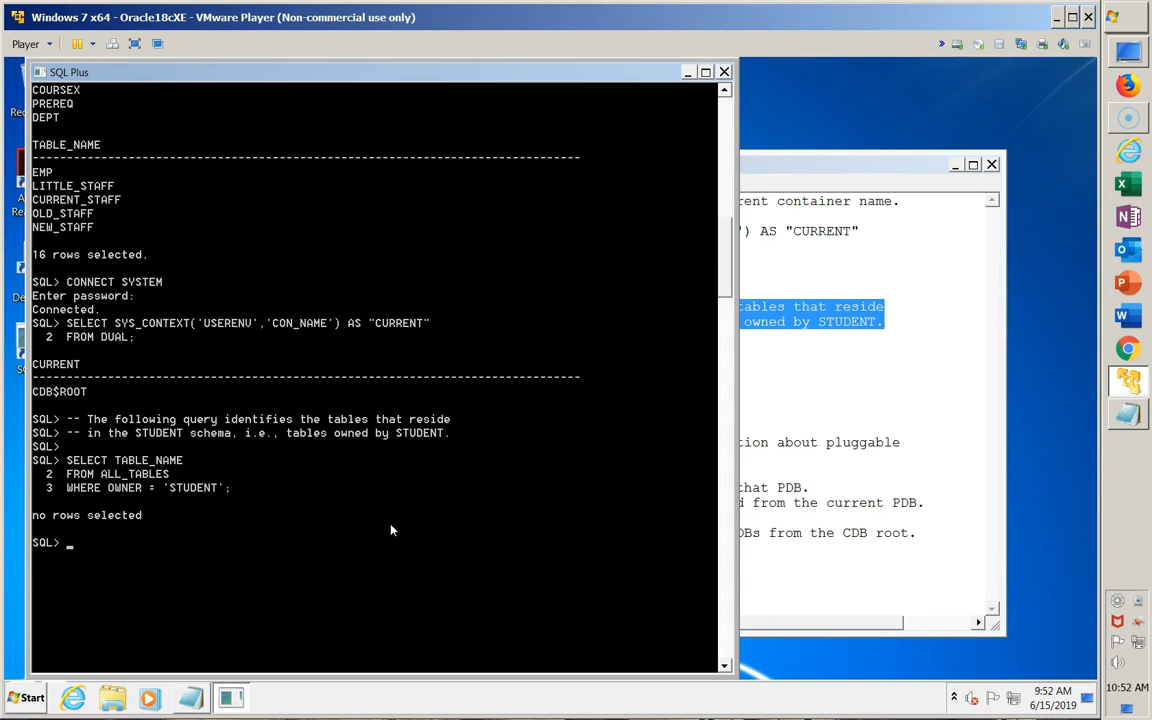 Windows 7 x64 - Oracle18cXE - VMware Player (Non-commercial use only)
Player
SQL Plus
COURSEX
PREREQ
DEPT
TABLE_NAME
--------------------------------------------------------------------------------
EMP
LITTLE_STAFF
CURRENT_STAFF
OLD_STAFF
NEW_STAFF
16 rows selected.
SQL> CONNECT SYSTEM
Enter password:
Connected.
SQL> SELECT SYS_CONTEXT('USERENV','CON_NAME') AS "CURRENT"
2 FROM DUAL;
CURRENT
--------------------------------------------------------------------------------
CDB$ROOT
SQL> -- The following query identifies the tables that reside
SQL> -- in the STUDENT schema, i.e., tables owned by STUDENT.
SQL>
SQL> SELECT TABLE_NAME
2 FROM ALL_TABLES
3 WHERE OWNER = 'STUDENT';
no rows selected
SQL> _
rent container name.
') AS "CURRENT"
tables that reside
owned by STUDENT.
tion about pluggable
that PDB.
d from the current PDB.
DBs from the CDB root.
Start
9:52 AM
6/15/2019
10:52 AM